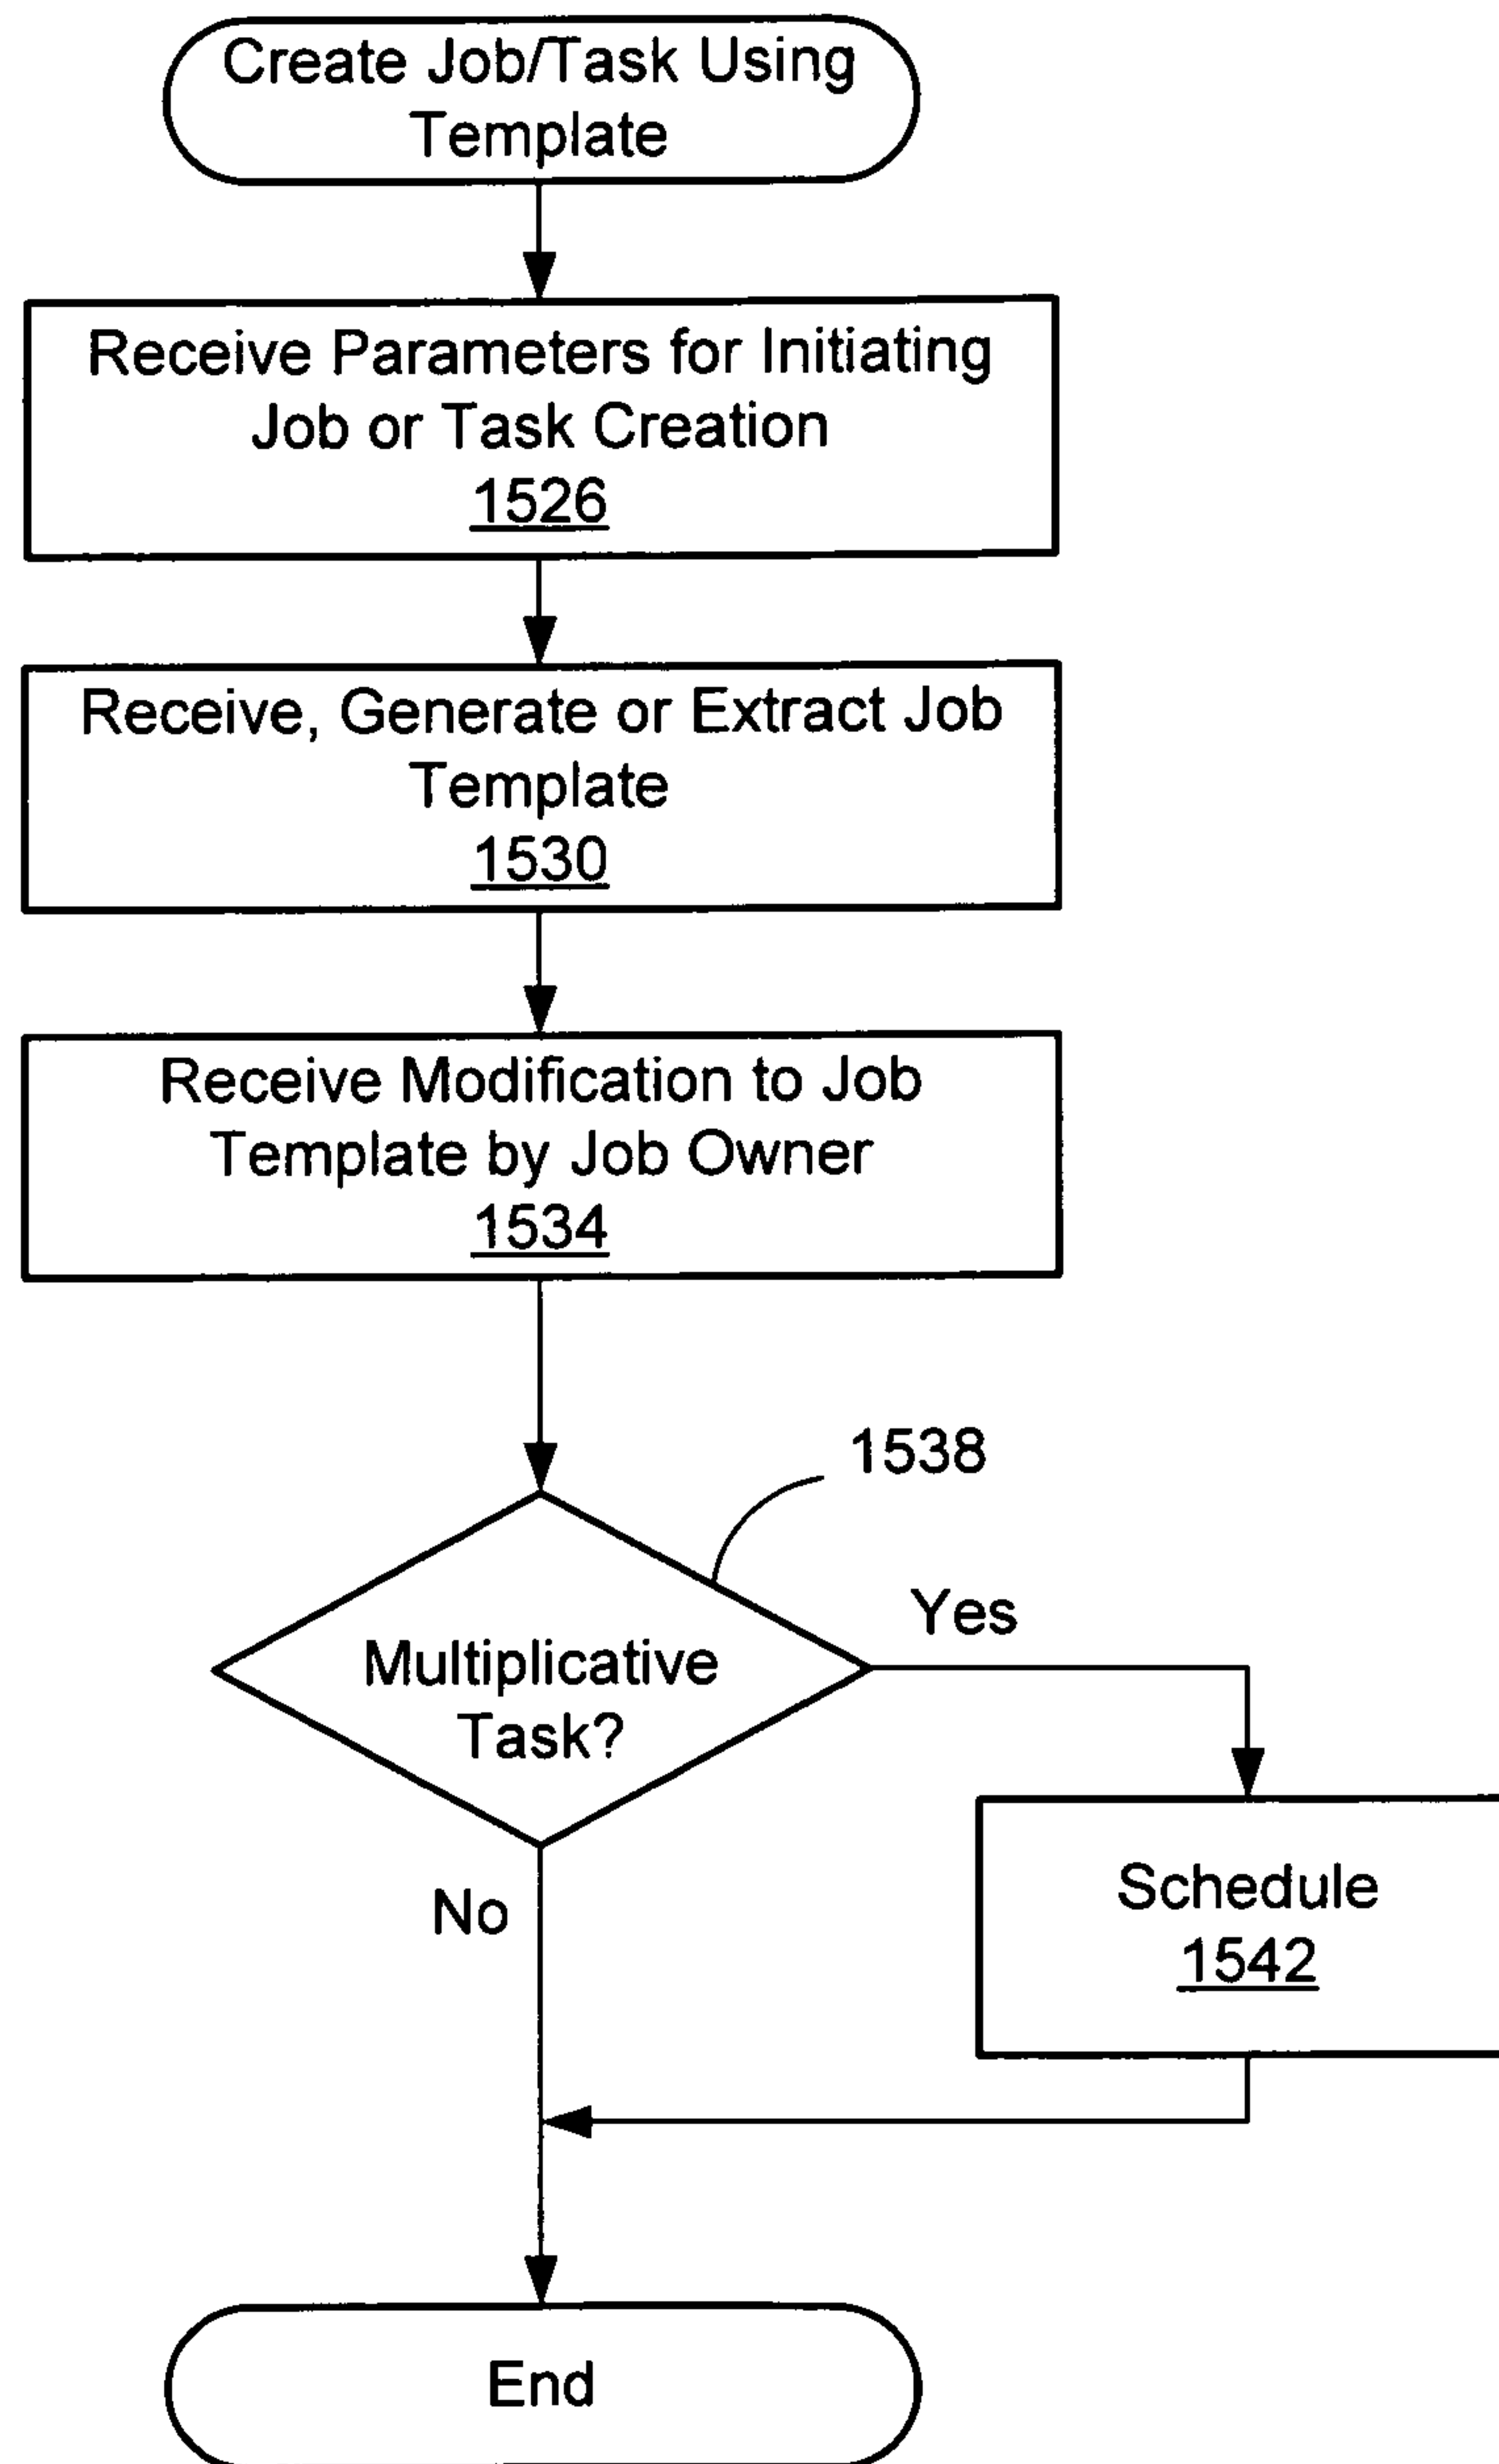 Create Job/Task Using
Template
Receive Parameters for Initiating
Job or Task Creation
1526
Receive, Generate or Extract Job
Template
1530
Receive Modification to Job
Template by Job Owner
1534
1538
Multiplicative
Task?
Yes
No
Schedule
1542
End